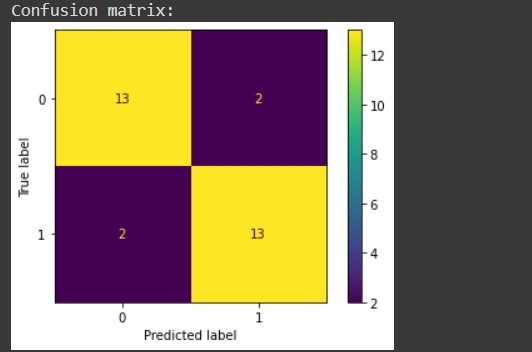 Confusion matrix:
12
0 13 2
10
8
True label
6
1 2 13
4
2
0 1
Predicted label